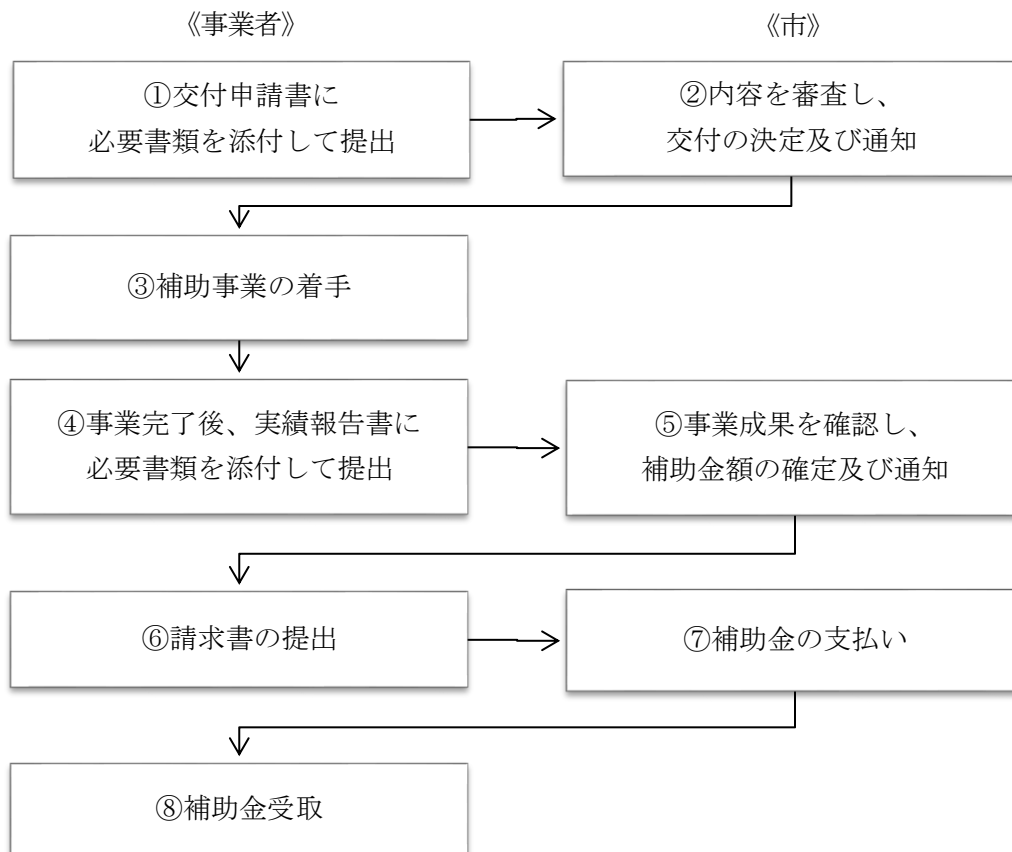 《事業者》
《市》
①交付申請書に
必要書類を添付して提出
②内容を審査し、
交付の決定及び通知
③補助事業の着手
④事業完了後、実績報告書に
必要書類を添付して提出
⑤事業成果を確認し、
補助金額の確定及び通知
⑥請求書の提出
⑦補助金の支払い
⑧補助金受取